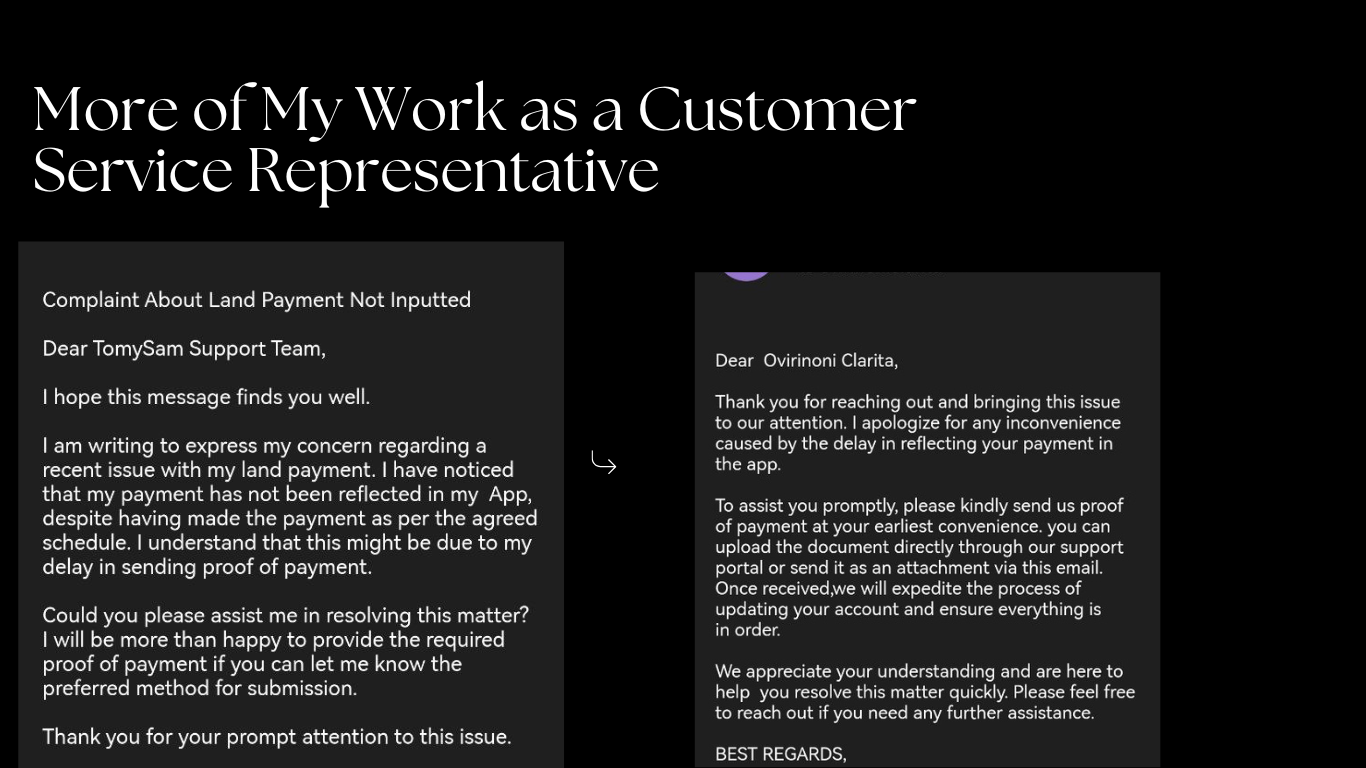 More of My Work as a Customer
Service Representative
Complaint About Land Payment Not Inputted
Dear TomySam Support Team,
I hope this message finds you well.
I am writing to express my concern regarding a
recent issue with my land payment. I have noticed
that my payment has not been reflected in my  App,
despite having made the payment as per the agreed
schedule. I understand that this might be due to my
delay in sending proof of payment.
Could you please assist me in resolving this matter?
I will be more than happy to provide the required
proof of payment if you can let me know the
preferred method for submission.
Thank you for your prompt attention to this issue.
Dear  Ovirinoni Clarita,
Thank you for reaching out and bringing this issue
to our attention. I apologize for any inconvenience
caused by the delay in reflecting your payment in
the app.
To assist you promptly, please kindly send us proof
of payment at your earliest convenience. you can
upload the document directly through our support
portal or send it as an attachment via this email.
Once received,we will expedite the process of
updating your account and ensure everything is
in order.
We appreciate your understanding and are here to
help  you resolve this matter quickly. Please feel free
to reach out if you need any further assistance.
BEST REGARDS,